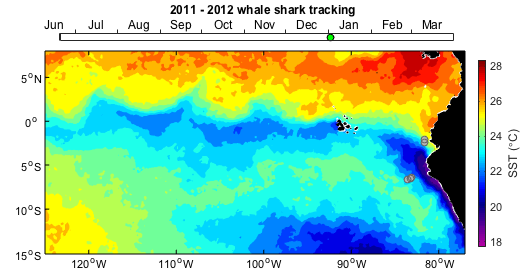 2011 - 2012 whale shark tracking
Jun Jul Aug Sep Oct Nov Dec Jan Feb Mar
5°N
0°
5°S
10°S
15°S
120°W 110°W 100°W 90°W 80°W
28
26
24
22
20
18
SST (°C)